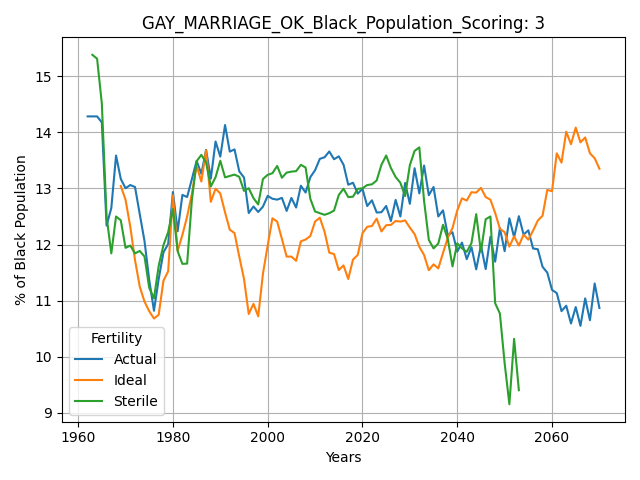 GAY_MARRIAGE_OK_Black_Population_Scoring: 3
% of Black Population
15
14
13
12
11
10
9
Fertility
Actual
Ideal
Sterile
1960 1980 2000 2020 2040 2060
Years